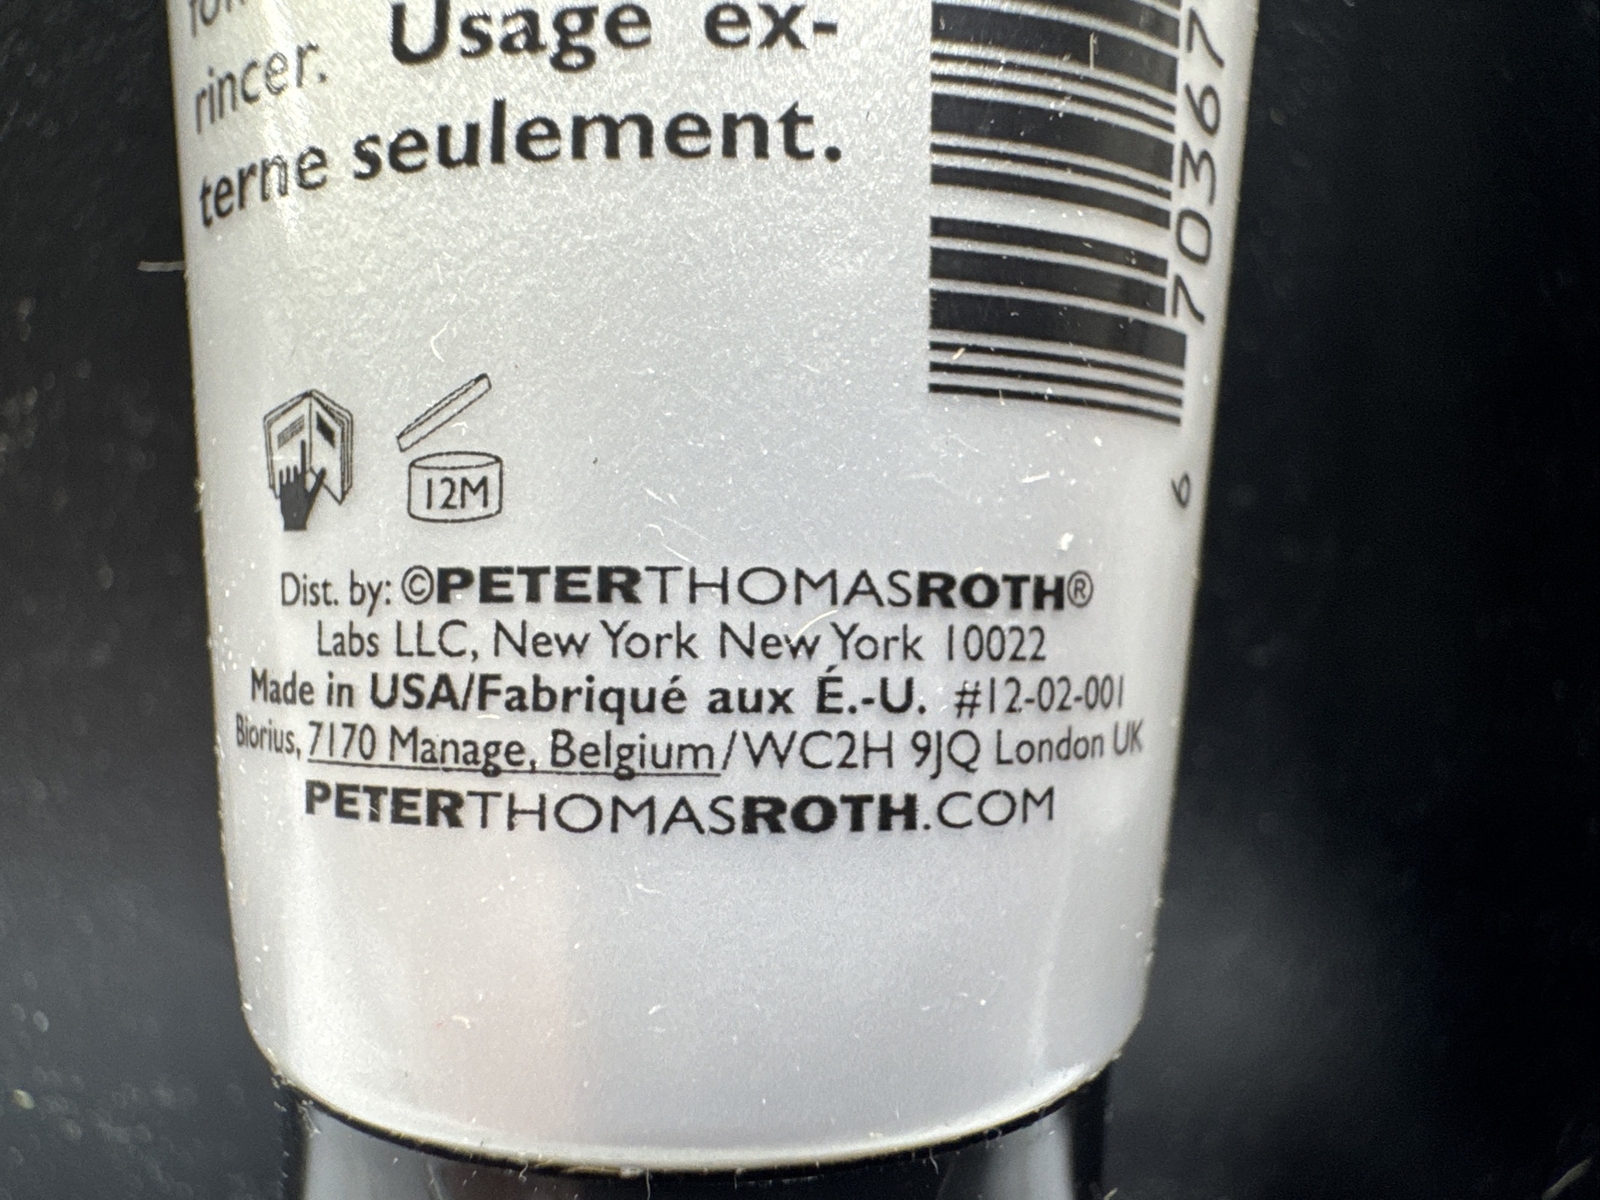 rincer. Usage ex-
terne seulement.
6 70367
12M
Dist. by: ©PETERTHOMASROTH®
Labs LLC, New York New York 10022
Made in USA/Fabriqué aux É.-U. #12-02-001
Biorius, 7170 Manage, Belgium/WC2H 9JQ London UK
PETERTHOMASROTH.COM